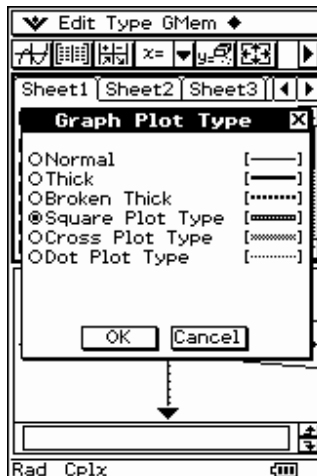 Edit Type GMem
x= y=
Sheet1 Sheet2 Sheet3
Graph Plot Type
Normal
Thick
Broken Thick
Square Plot Type
Cross Plot Type
Dot Plot Type
OK Cancel
Rad Cplx